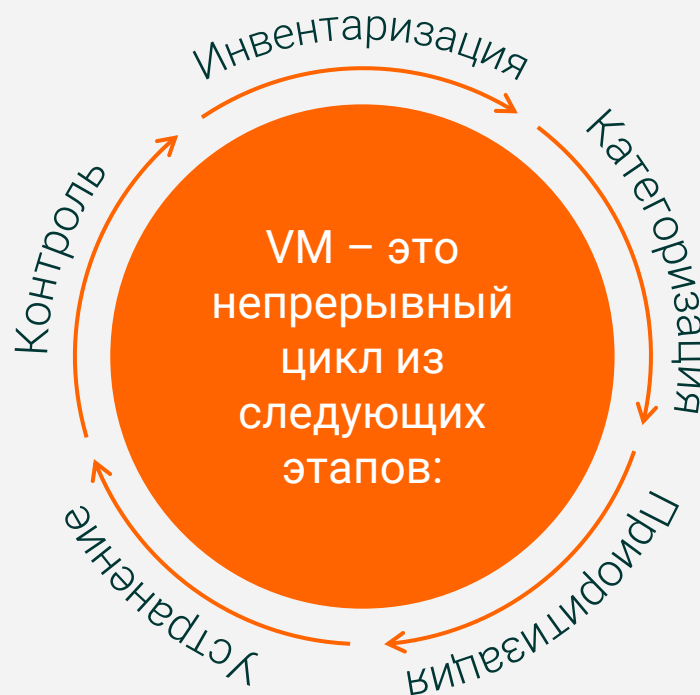 Инвентаризация
Категоризация
Приоритизация
Устранение
Контроль
VM – это
непрерывный
цикл из
следующих
этапов: